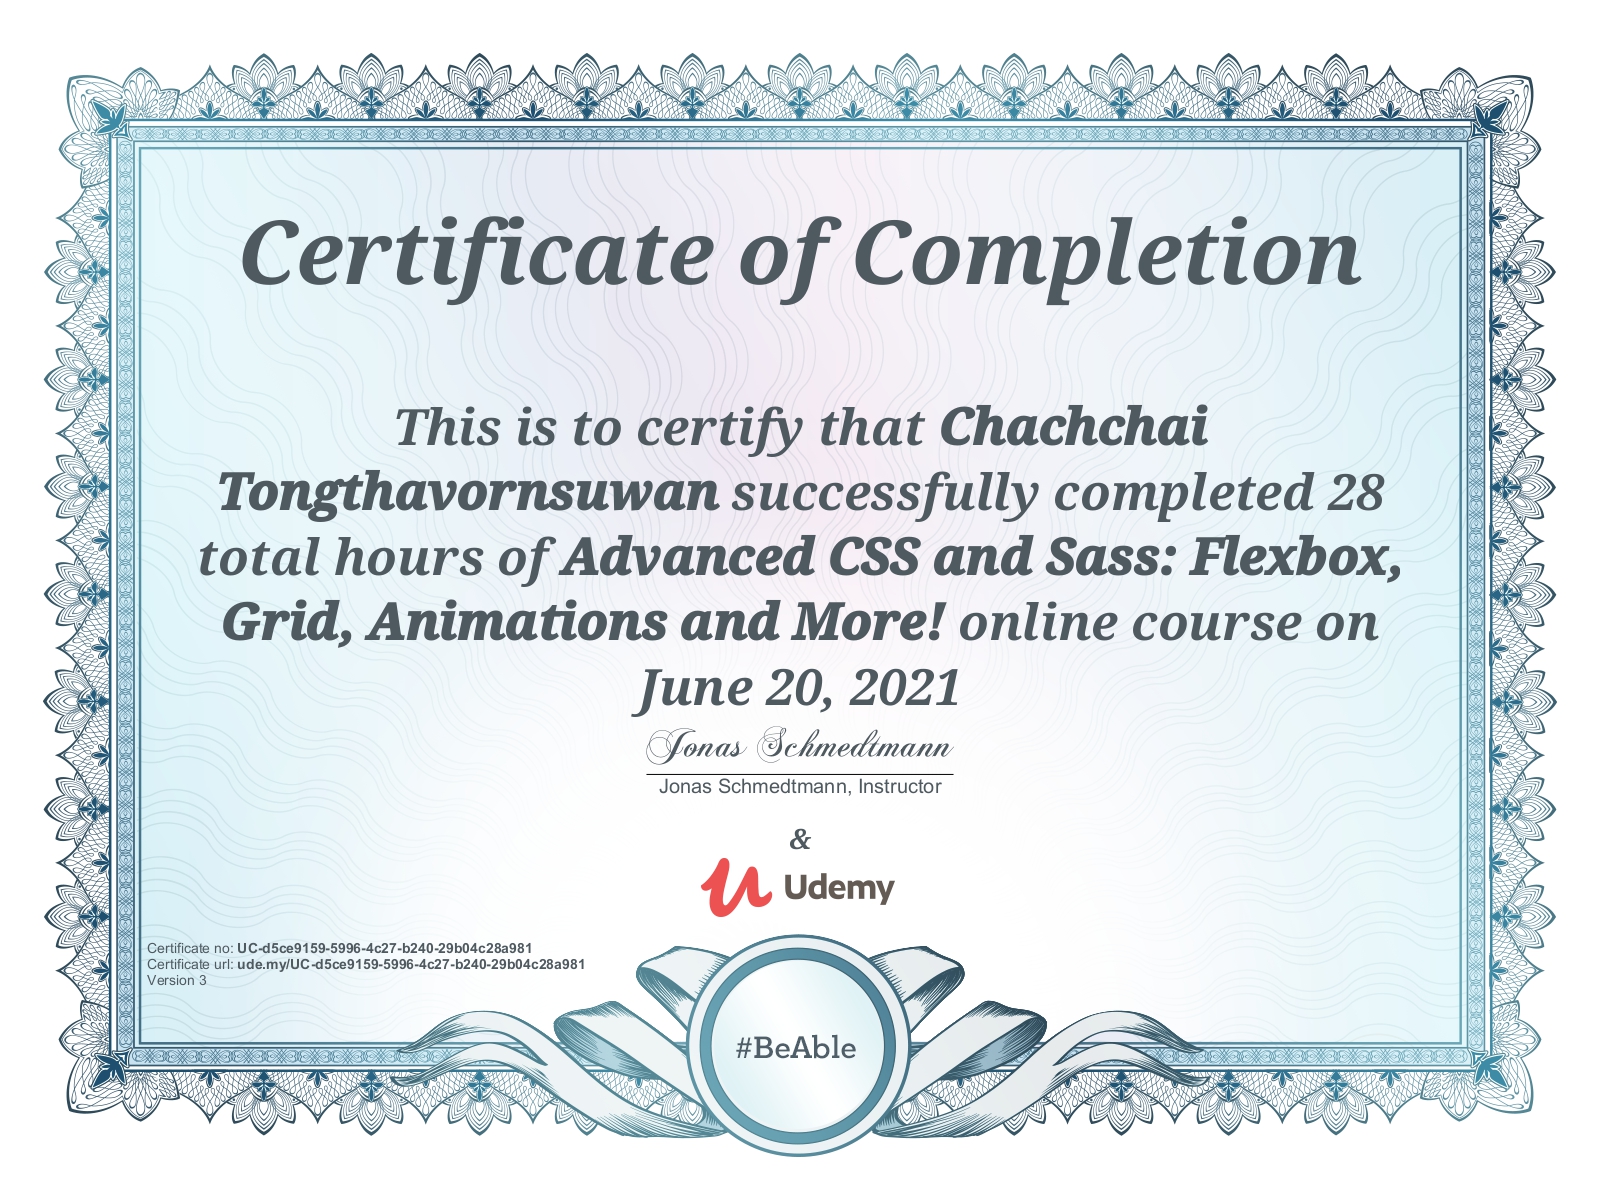 Certificate of Completion
This is to certify that Chachchai
Tongthavornsuwan successfully completed 28
total hours of Advanced CSS and Sass: Flexbox,
Grid, Animations and More! online course on
June 20, 2021
Jonas Schmedtmann
Jonas Schmedtmann, Instructor
&
Udemy
Certificate no: UC-d5ce9159-5996-4c27-b240-29b04c28a981
Certificate url: ude.my/UC-d5ce9159-5996-4c27-b240-29b04c28a981
Version 3
#BeAble